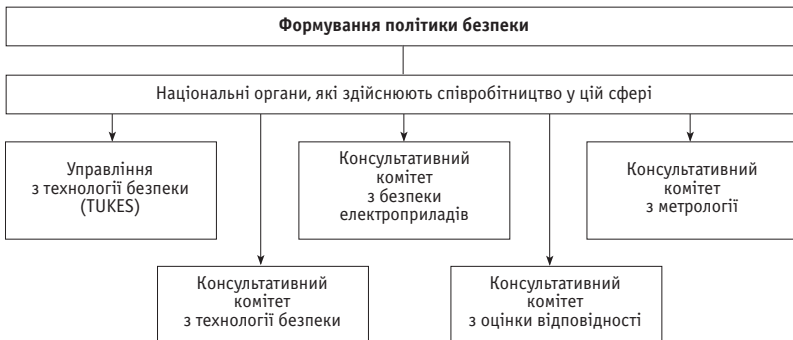 Формування політики безпеки
Національні органи, які здійснюють співробітництво у цій сфері
Управління
з технології безпеки
(TUKES)
Консультативний
комітет
з безпеки
електроприладів
Консультативний
комітет
з метрології
Консультативний
комітет
з технології безпеки
Консультативний
комітет
з оцінки відповідності